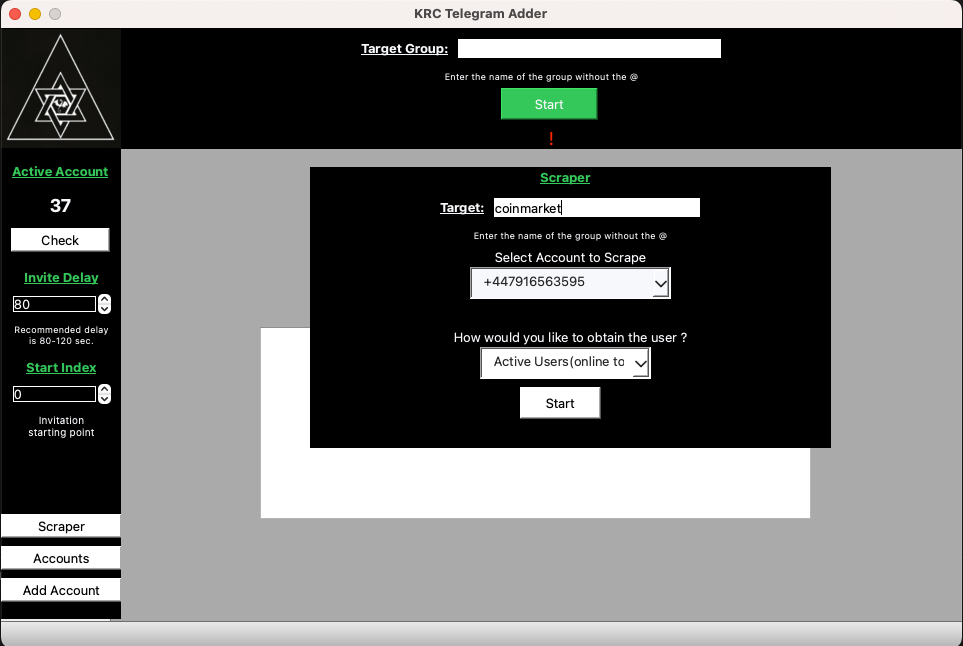 KRC Telegram Adder
Target Group:
Enter the name of the group without the @
Start
!
Active Account
37
Check
Invite Delay
80
Recommended delay
is 80-120 sec.
Start Index
0
Invitation
starting point
Scraper
Accounts
Add Account
Scraper
Target: coinmarket
Enter the name of the group without the @
Select Account to Scrape
+447916563595
How would you like to obtain the user ?
Active Users(online to
Start